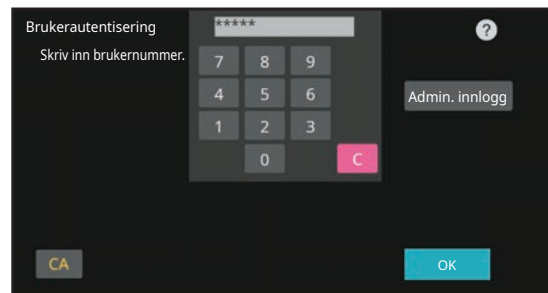 Brukerautentisering
*****
?
Skriv inn brukernummer.
7 8 9
4 5 6
Admin. innlogg
1 2 3
0 C
CA
OK